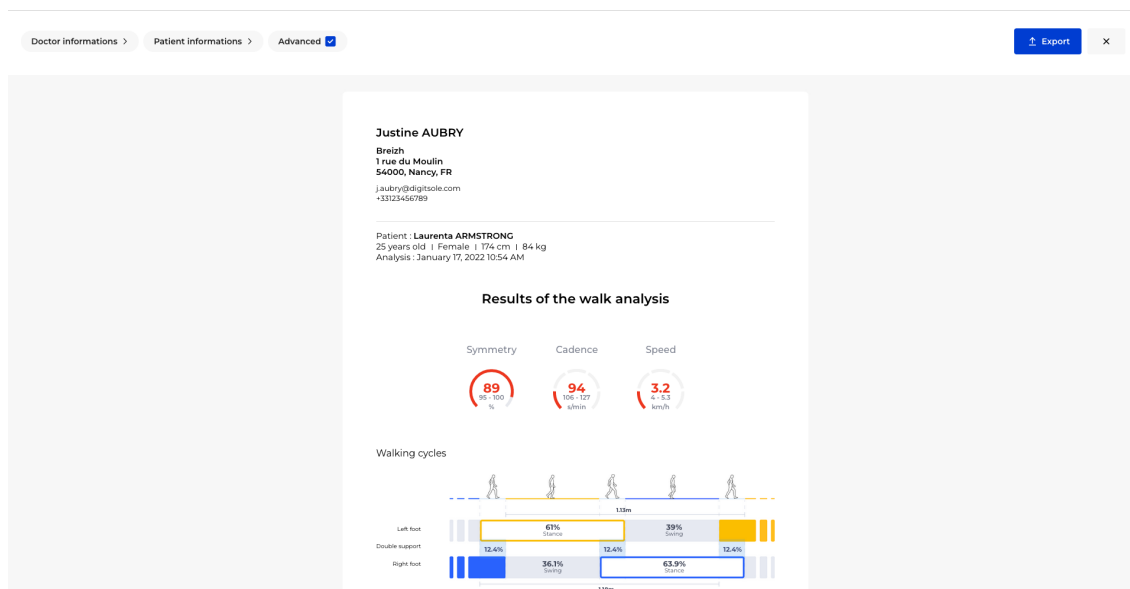 Doctor informations >
Patient informations >
Advanced
Export
×
Justine AUBRY
Breizh
1 rue du Moulin
54000, Nancy, FR
j.aubry@digitsole.com
+33123456789
Patient : Laurenta ARMSTRONG
25 years old | Female | 174 cm | 84 kg
Analysis : January 17, 2022 10:54 AM
Results of the walk analysis
Symmetry Cadence Speed
89 94 3.2
95 - 100 106 - 127 4 - 5.3
% s/min km/h
Walking cycles
1.13m
Left foot 61% 39%
Stance Swing
Double support 12.4% 12.4% 12.4%
Right foot 36.1% 63.9%
Swing Stance